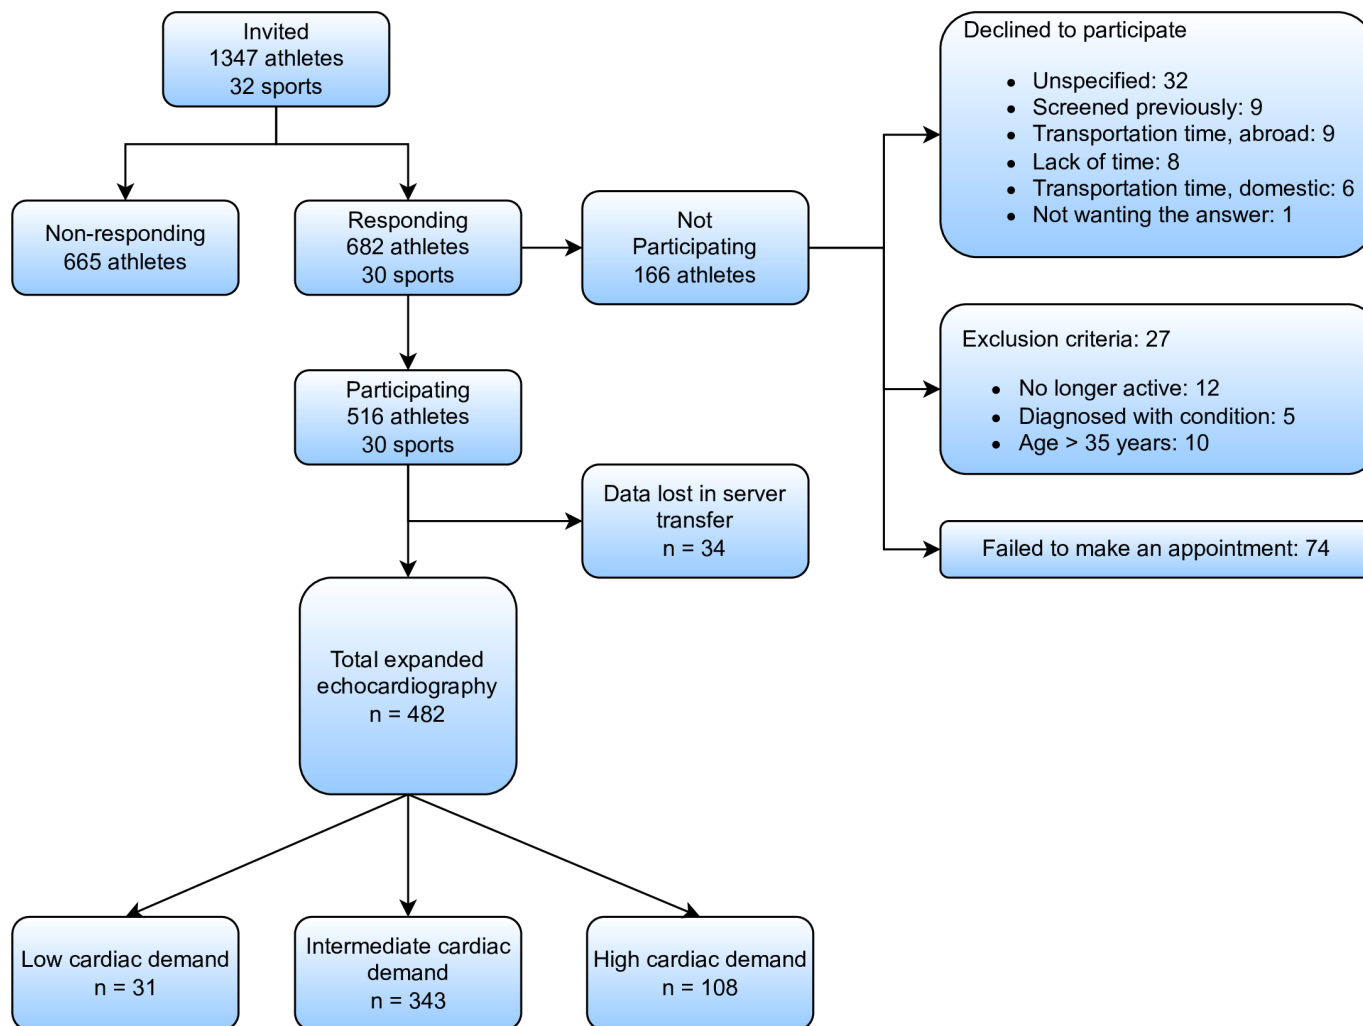 Invited
1347 athletes
32 sports
Non-responding
665 athletes
Responding
682 athletes
30 sports
Not
Participating
166 athletes
Declined to participate
• Unspecified: 32
• Screened previously: 9
• Transportation time, abroad: 9
• Lack of time: 8
• Transportation time, domestic: 6
• Not wanting the answer: 1
Exclusion criteria: 27
• No longer active: 12
• Diagnosed with condition: 5
• Age > 35 years: 10
Failed to make an appointment: 74
Participating
516 athletes
30 sports
Data lost in server
transfer
n = 34
Total expanded
echocardiography
n = 482
Low cardiac demand
n = 31
Intermediate cardiac
demand
n = 343
High cardiac demand
n = 108